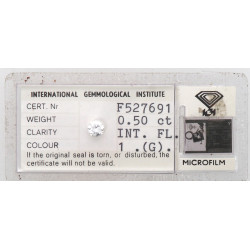 INTERNATIONAL GEMMOLOGICAL INSTITUTE
CERT. Nr F527691
WEIGHT 0.50 ct
CLARITY INT. FL.
COLOUR 1 .(G).
If the original seal is torn, or disturbed, the
certificate will not be valid.
MICROFILM